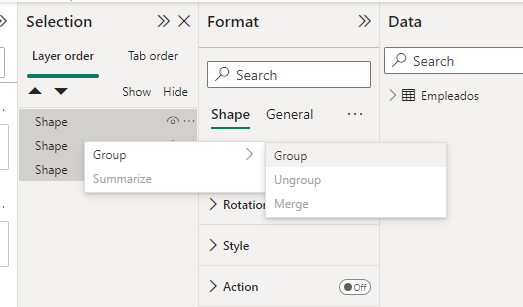 Selection
Layer order
Tab order
Show
Hide
Shape
Shape
Shape
Group
Summarize
Group
Ungroup
Merge
Format
Search
Shape
General
Rotation
Style
Action
Off
Data
Search
Empleados